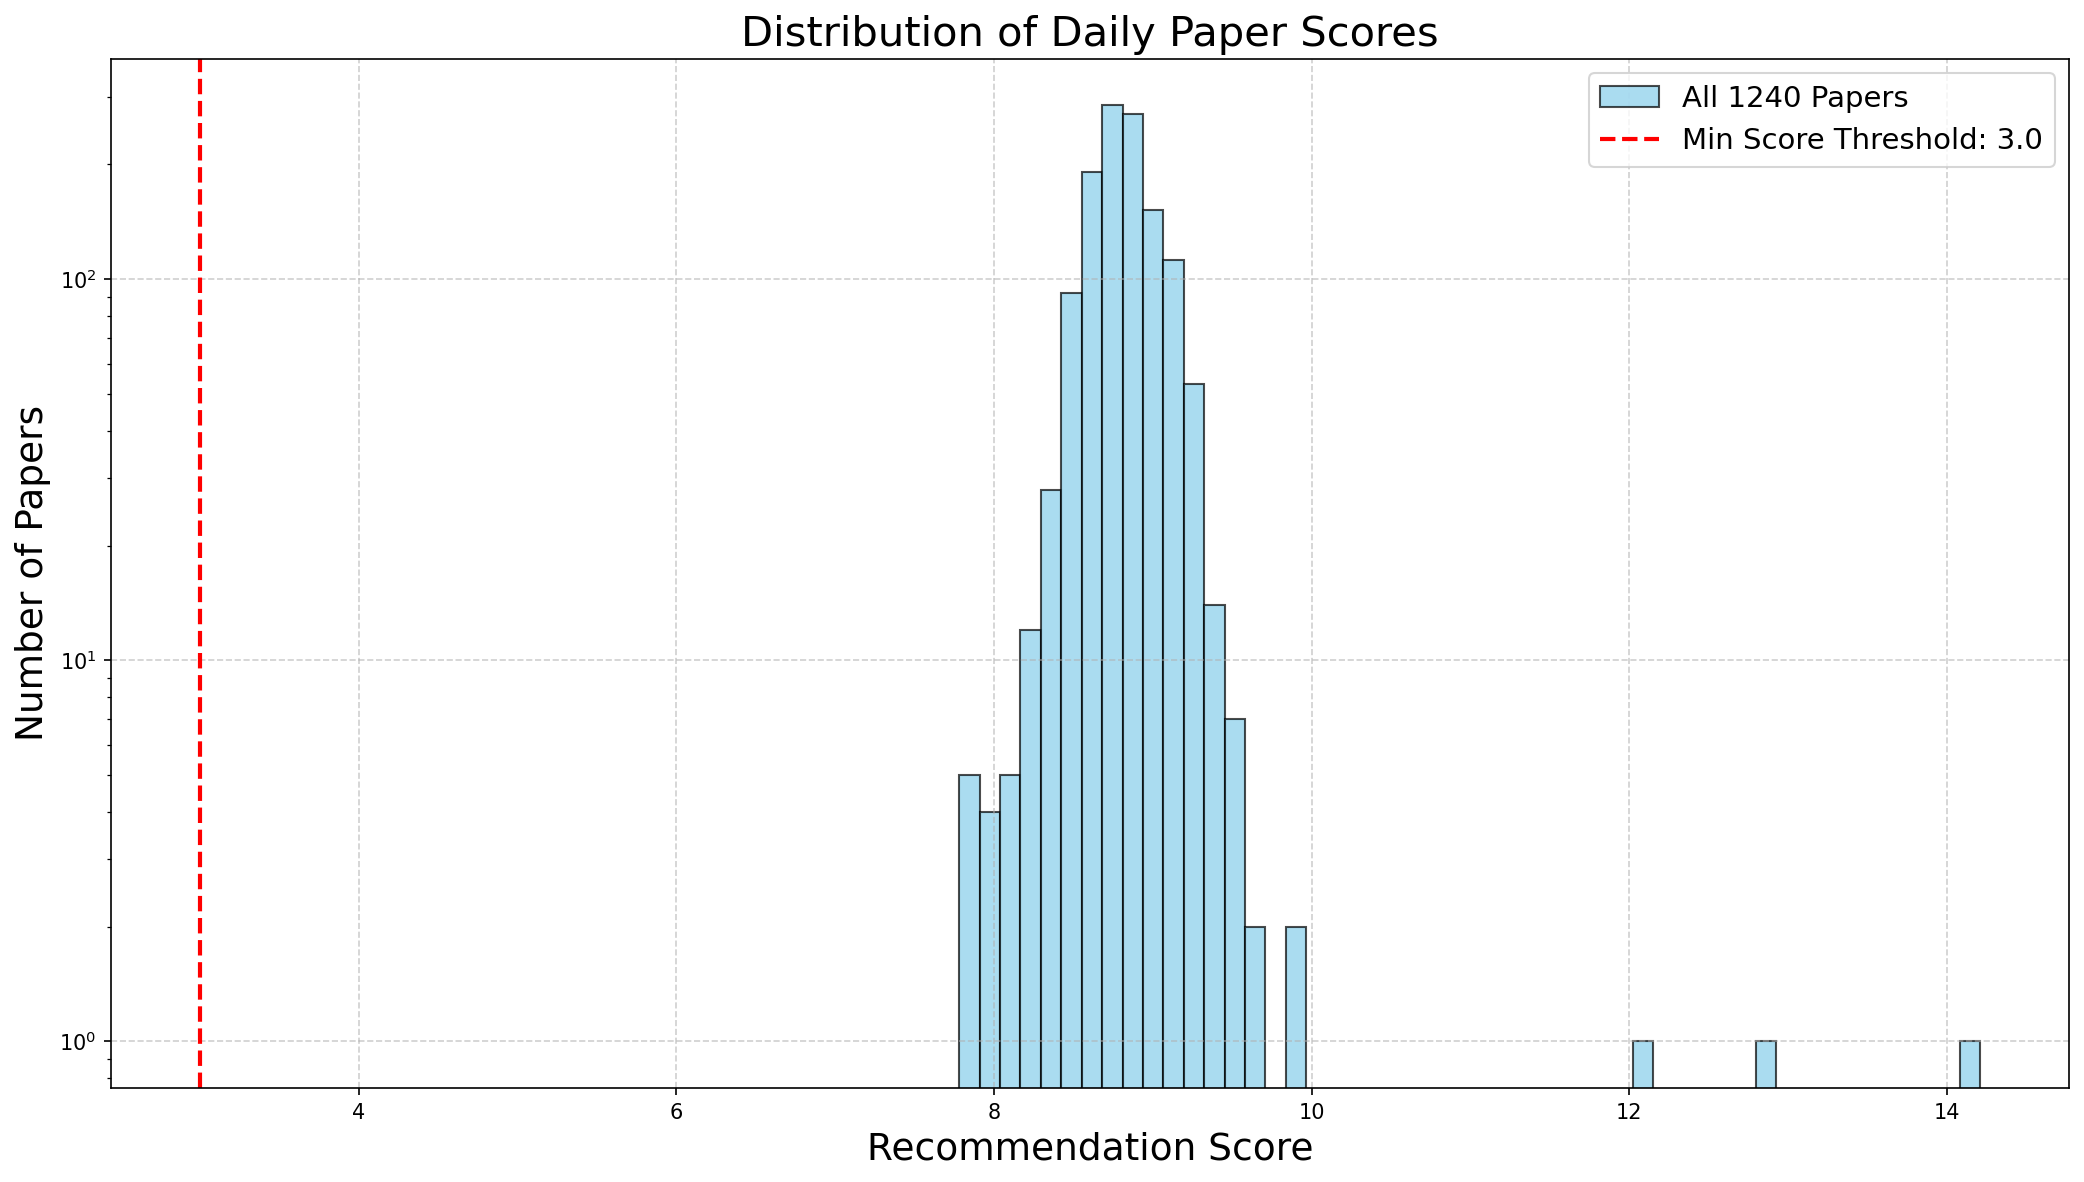 Distribution of Daily Paper Scores
All 1240 Papers
Min Score Threshold: 3.0
Number of Papers
10²
10¹
10⁰
4 6 8 10 12 14
Recommendation Score